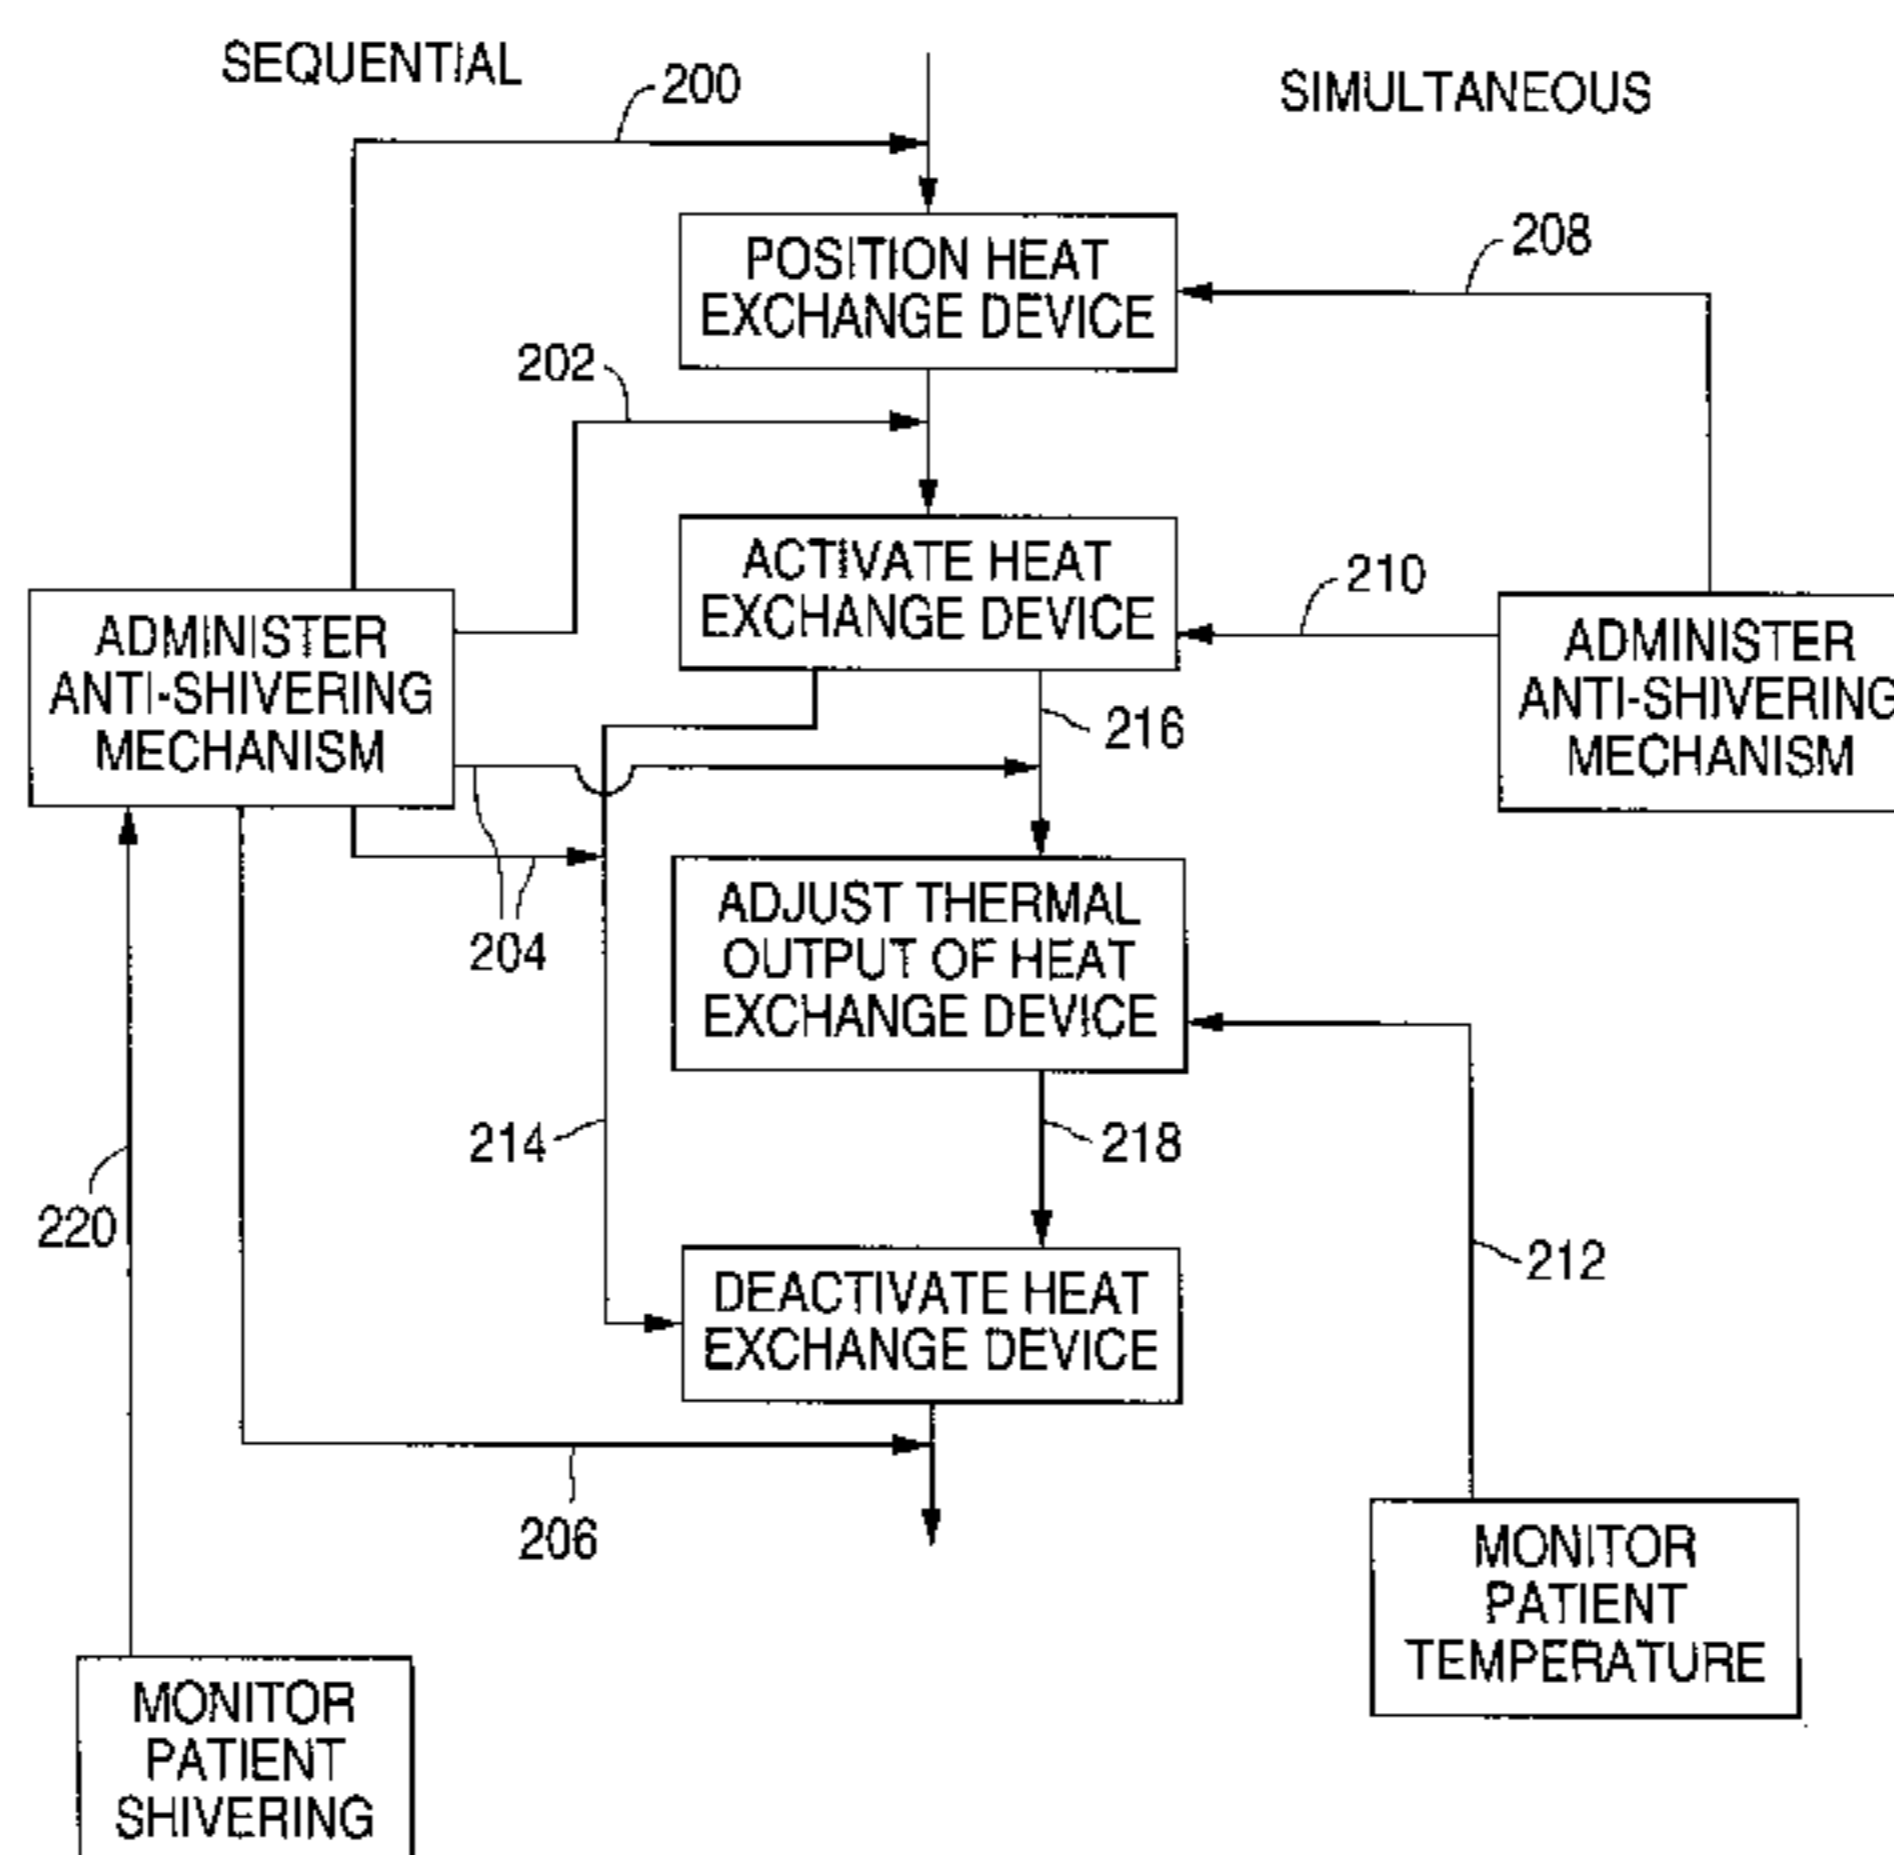 SEQUENTIAL
200
SIMULTANEOUS
POSITION HEAT
EXCHANGE DEVICE
208
202
ACTIVATE HEAT
EXCHANGE DEVICE
210
ADMINISTER
ANTI-SHIVERING
MECHANISM
216
ADMINISTER
ANTI-SHIVERING
MECHANISM
204
ADJUST THERMAL
OUTPUT OF HEAT
EXCHANGE DEVICE
214
218
220
212
DEACTIVATE HEAT
EXCHANGE DEVICE
206
MONITOR
PATIENT
TEMPERATURE
MONITOR
PATIENT
SHIVERING